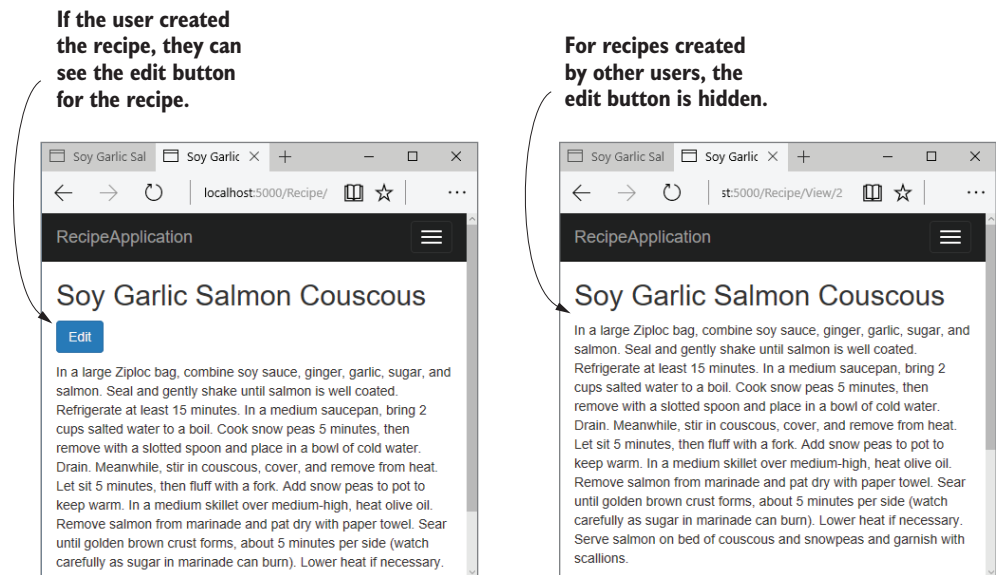 If the user created
the recipe, they can
see the edit button
for the recipe.
For recipes created
by other users, the
edit button is hidden.
Soy Garlic Sal
Soy Garlic
localhost:5000/Recipe/
RecipeApplication
Soy Garlic Salmon Couscous
Edit
In a large Ziploc bag, combine soy sauce, ginger, garlic, sugar, and
salmon. Seal and gently shake until salmon is well coated.
Refrigerate at least 15 minutes. In a medium saucepan, bring 2
cups salted water to a boil. Cook snow peas 5 minutes, then
remove with a slotted spoon and place in a bowl of cold water.
Drain. Meanwhile, stir in couscous, cover, and remove from heat.
Let sit 5 minutes, then fluff with a fork. Add snow peas to pot to
keep warm. In a medium skillet over medium-high, heat olive oil.
Remove salmon from marinade and pat dry with paper towel. Sear
until golden brown crust forms, about 5 minutes per side (watch
carefully as sugar in marinade can burn). Lower heat if necessary.
Soy Garlic Sal
Soy Garlic
st:5000/Recipe/View/2
RecipeApplication
Soy Garlic Salmon Couscous
In a large Ziploc bag, combine soy sauce, ginger, garlic, sugar, and
salmon. Seal and gently shake until salmon is well coated.
Refrigerate at least 15 minutes. In a medium saucepan, bring 2
cups salted water to a boil. Cook snow peas 5 minutes, then
remove with a slotted spoon and place in a bowl of cold water.
Drain. Meanwhile, stir in couscous, cover, and remove from heat.
Let sit 5 minutes, then fluff with a fork. Add snow peas to pot to
keep warm. In a medium skillet over medium-high, heat olive oil.
Remove salmon from marinade and pat dry with paper towel. Sear
until golden brown crust forms, about 5 minutes per side (watch
carefully as sugar in marinade can burn). Lower heat if necessary.
Serve salmon on bed of couscous and snowpeas and garnish with
scallions.